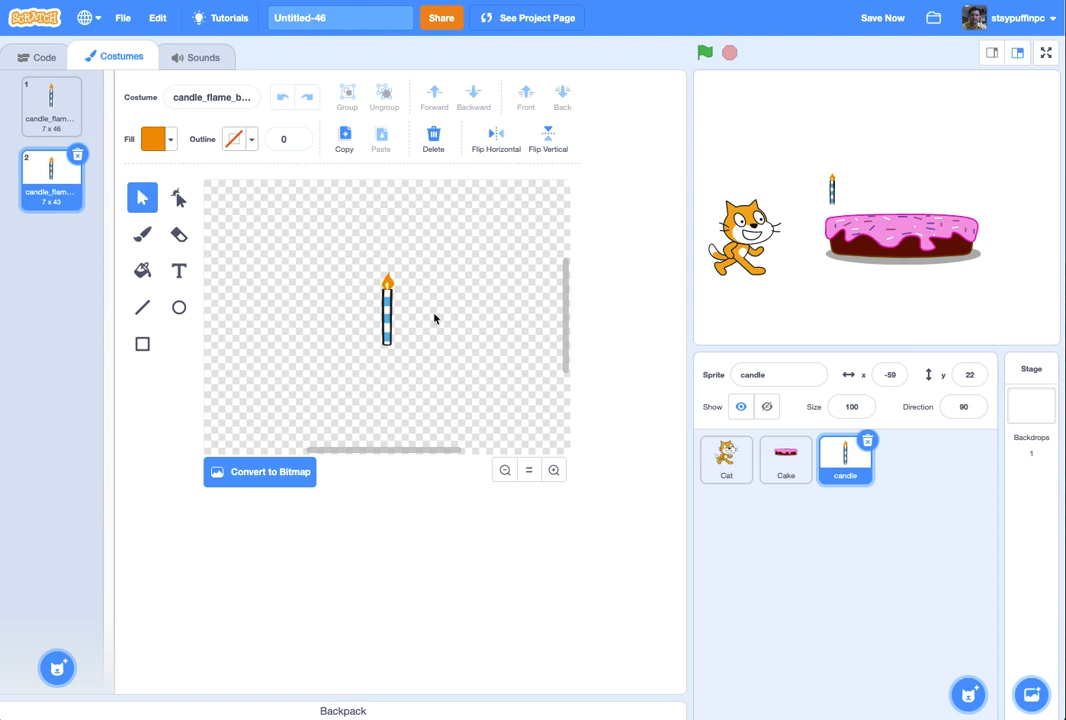 SCRATCH File Edit Tutorials Untitled-46 Share See Project Page Save Now staypuffinpc
Code Costumes Sounds
1
candle_flam...
7 x 46
2
candle_flam...
7 x 43
Costume candle_flame_b... Group Ungroup Forward Backward Front Back
Fill Outline 0 Copy Paste Delete Flip Horizontal Flip Vertical
T
Convert to Bitmap
Sprite candle x -59 y 22
Show Size 100 Direction 90
Cat Cake candle
Stage
Backdrops
1
Backpack